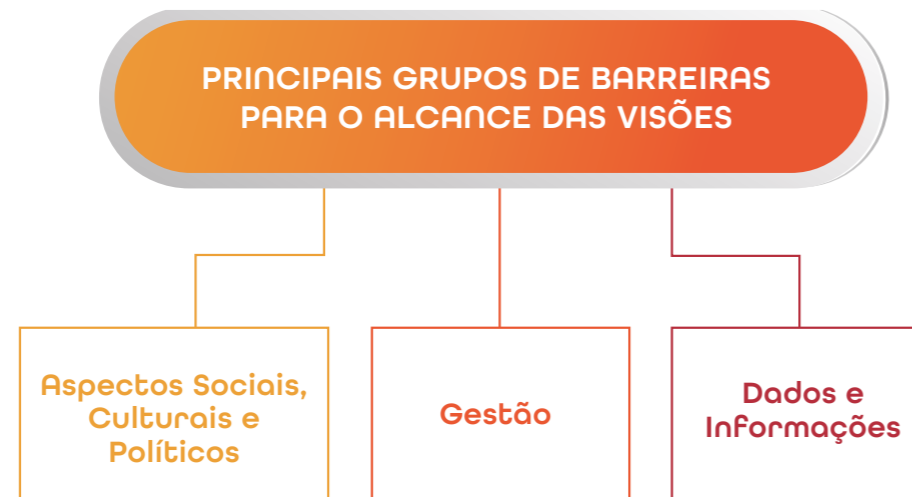 PRINCIPAIS GRUPOS DE BARREIRAS
PARA O ALCANCE DAS VISÕES
Aspectos Sociais,
Culturais e
Políticos
Gestão
Dados e
Informações